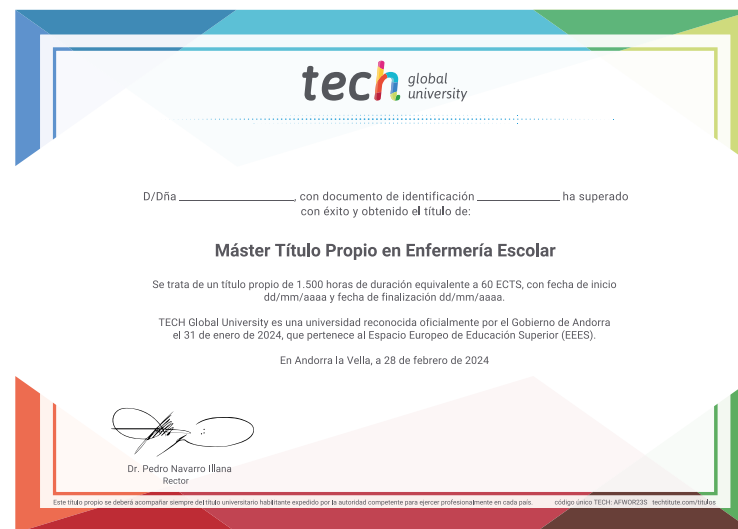 tech global university
D/Dña ____________________, con documento de identificación ______________ ha superado
con éxito y obtenido el título de:
Máster Título Propio en Enfermería Escolar
Se trata de un título propio de 1.500 horas de duración equivalente a 60 ECTS, con fecha de inicio
dd/mm/aaaa y fecha de finalización dd/mm/aaaa.
TECH Global University es una universidad reconocida oficialmente por el Gobierno de Andorra
el 31 de enero de 2024, que pertenece al Espacio Europeo de Educación Superior (EEES).
En Andorra la Vella, a 28 de febrero de 2024
Dr. Pedro Navarro Illana
Rector
Este título propio se deberá acompañar siempre del título universitario habilitante expedido por la autoridad competente para ejercer profesionalmente en cada país. código único TECH: AFWOR23S techtitute.com/titulos